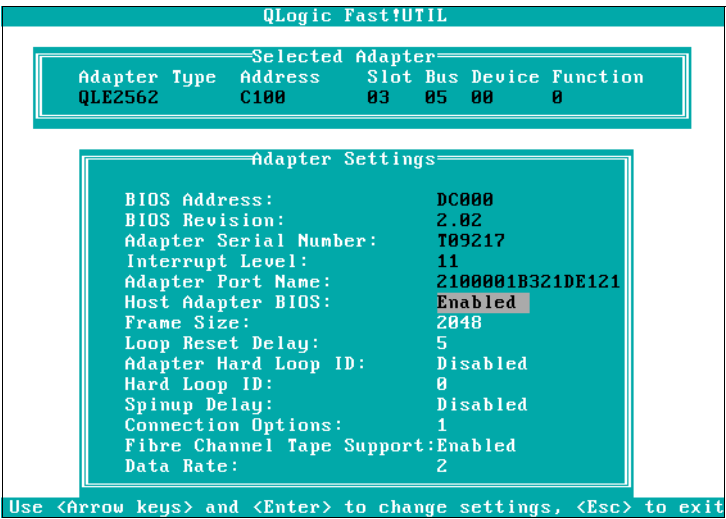 QLogic Fast!UTIL
Selected Adapter
Adapter Type Address Slot Bus Device Function
QLE2562 C100 03 05 00 0
Adapter Settings
BIOS Address: DC000
BIOS Revision: 2.02
Adapter Serial Number: T09217
Interrupt Level: 11
Adapter Port Name: 2100001B321DE121
Host Adapter BIOS: Enabled
Frame Size: 2048
Loop Reset Delay: 5
Adapter Hard Loop ID: Disabled
Hard Loop ID: 0
Spinup Delay: Disabled
Connection Options: 1
Fibre Channel Tape Support:Enabled
Data Rate: 2
Use <Arrow keys> and <Enter> to change settings, <Esc> to exit